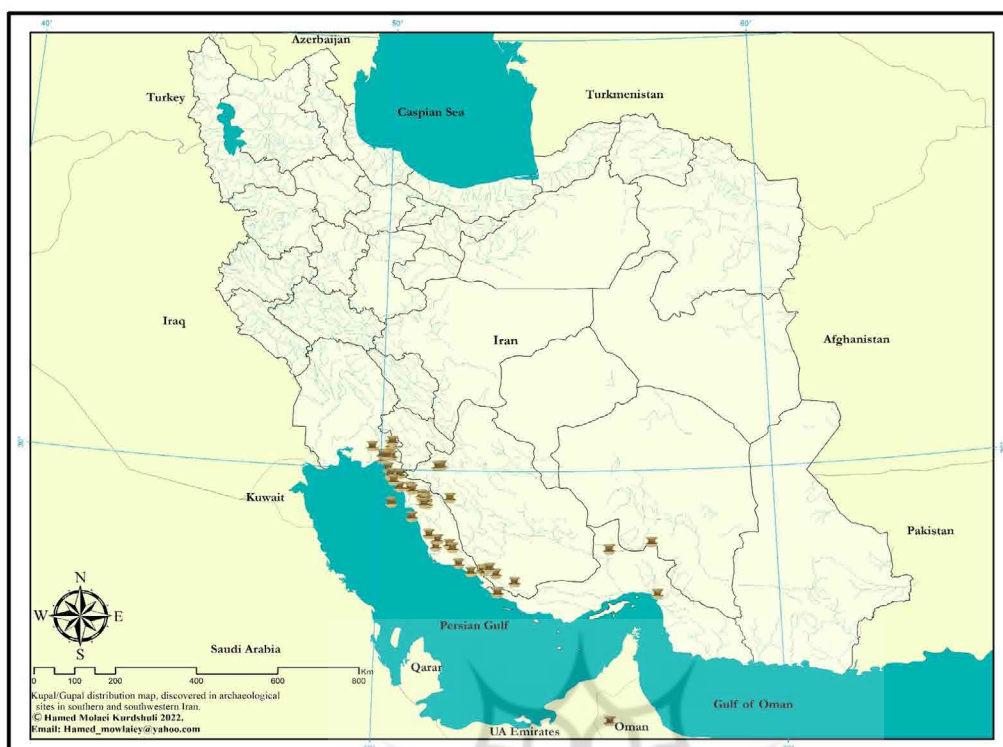 40°
50°
60°
Azerbaijan
Turkey
Caspian Sea
Turkmenistan
Iraq
Iran
Afghanistan
30°
Kuwait
Pakistan
N
W
E
S
Persian Gulf
Saudi Arabia
Qarar
Gulf of Oman
Oman
UA Emirates
0 100 200 400 600 800 Km
Kupal/Gupal distribution map, discovered in archaeological
sites in southern and southwestern Iran.
© Hamed Molaei Kurdshuli 2022.
Email: Hamed_mowlaiey@yahoo.com